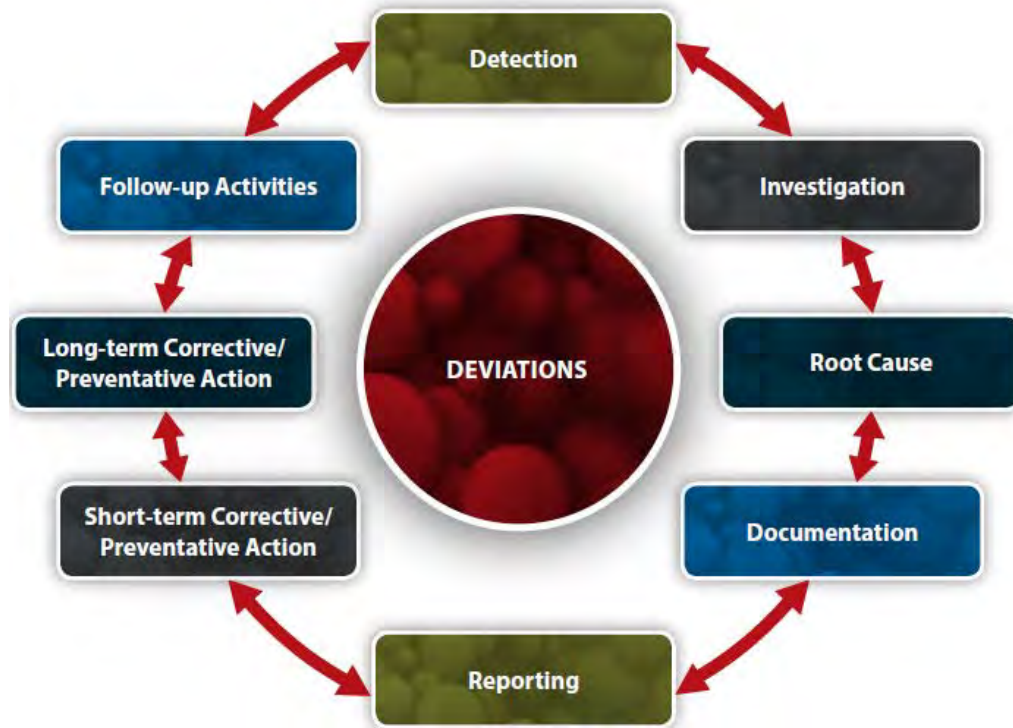 Detection
Investigation
Root Cause
Documentation
Reporting
Short-term Corrective/
Preventative Action
Long-term Corrective/
Preventative Action
Follow-up Activities
DEVIATIONS